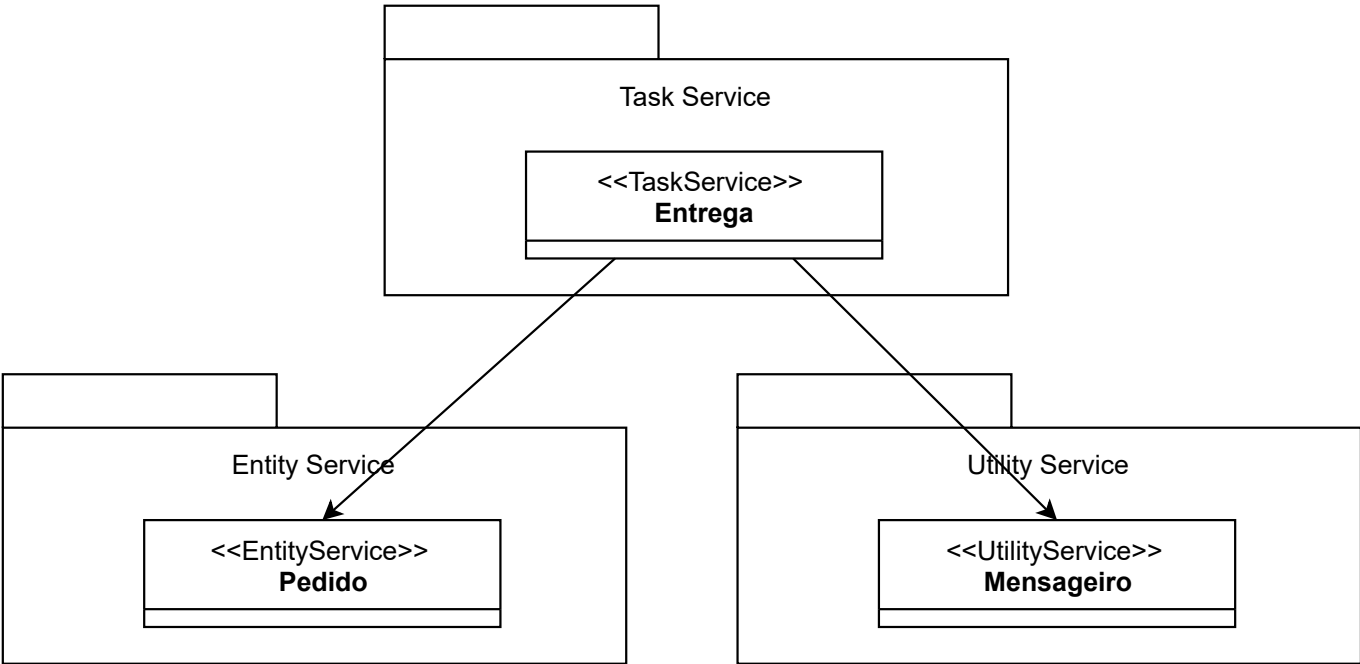 Task Service
<<TaskService>>
Entrega
Entity Service
<<EntityService>>
Pedido
Utility Service
<<UtilityService>>
Mensageiro